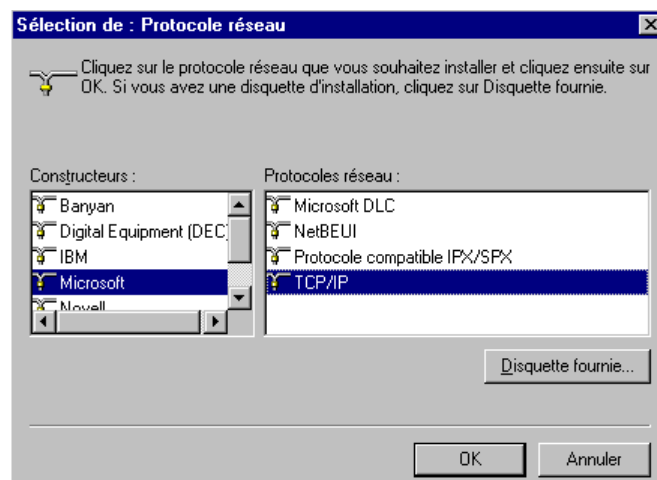 Sélection de : Protocole réseau
Cliquez sur le protocole réseau que vous souhaitez installer et cliquez ensuite sur
OK. Si vous avez une disquette d'installation, cliquez sur Disquette fournie.
Constructeurs :
Banyan
Digital Equipment (DEC)
IBM
Microsoft
Novell
Protocoles réseau :
Microsoft DLC
NetBEUI
Protocole compatible IPX/SPX
TCP/IP
Disquette fournie...
OK
Annuler